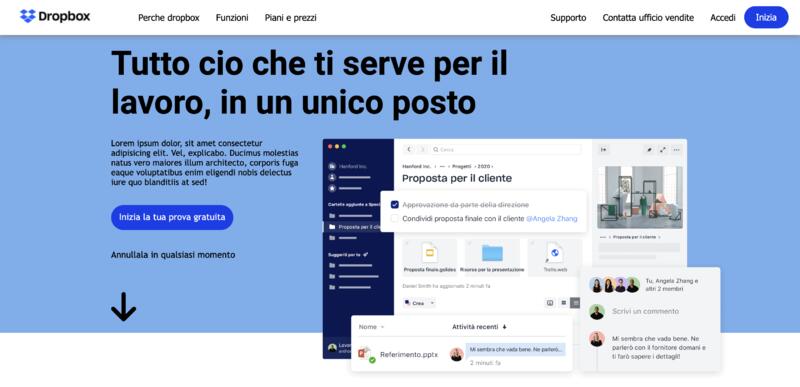 Dropbox
Perche dropbox
Funzioni
Piani e prezzi
Supporto
Contatta ufficio vendite
Accedi
Inizia
Tutto cio che ti serve per il
lavoro, in un unico posto
Lorem ipsum dolor, sit amet consectetur
adipisicing elit. Vel, explicabo. Ducimus molestias
natus vero maiores illum architecto, corporis fuga
eaque voluptatibus enim eligendi nobis delectus
iure quo blanditiis at sed!
Inizia la tua prova gratuita
Annullala in qualsiasi momento
Hanford Inc.
Cartelle aggiunte a Speci
Proposta per il clie
Suggeriti per te
Cerca
Hanford Inc. › ••• › Progetti › 2020 ›
Proposta per il cliente
Approvazione da parte della direzione
Condividi proposta finale con il cliente @Angela Zhang
Proposta finale.gslides
Risorse per la presentazione
Trello.web
Daniel Smith ha aggiornato 2 minuti fa
Crea
••• › Proposta per il cliente ›
Nome
Attività recenti
Referimento.pptx
Mi sembra che vada bene. Ne parlerò...
2 minuti fa
Tu, Angela Zhang e
altri 2 membri
Scrivi un commento
Mi sembra che vada bene. Ne
parlerò con il fornitore domani e
ti farò sapere i dettagli!